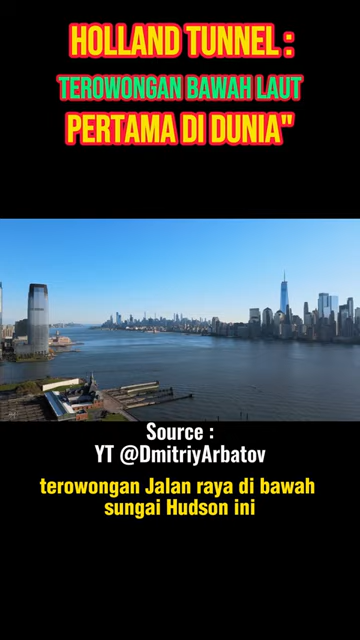 HOLLAND TUNNEL :
TEROWONGAN BAWAH LAUT
PERTAMA DI DUNIA"
Source :
YT @DmitriyArbatov
terowongan Jalan raya di bawah
sungai Hudson ini